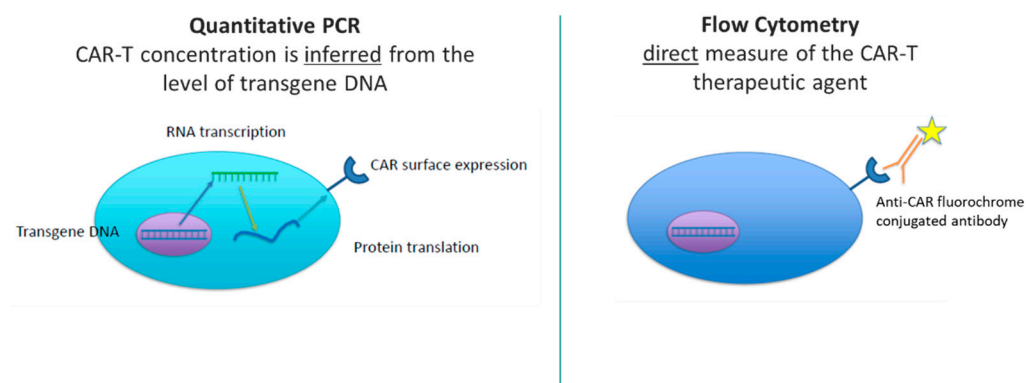 Quantitative PCR
CAR-T concentration is inferred from the
level of transgene DNA
RNA transcription
CAR surface expression
Transgene DNA
Protein translation
Flow Cytometry
direct measure of the CAR-T
therapeutic agent
Anti-CAR fluorochrome
conjugated antibody